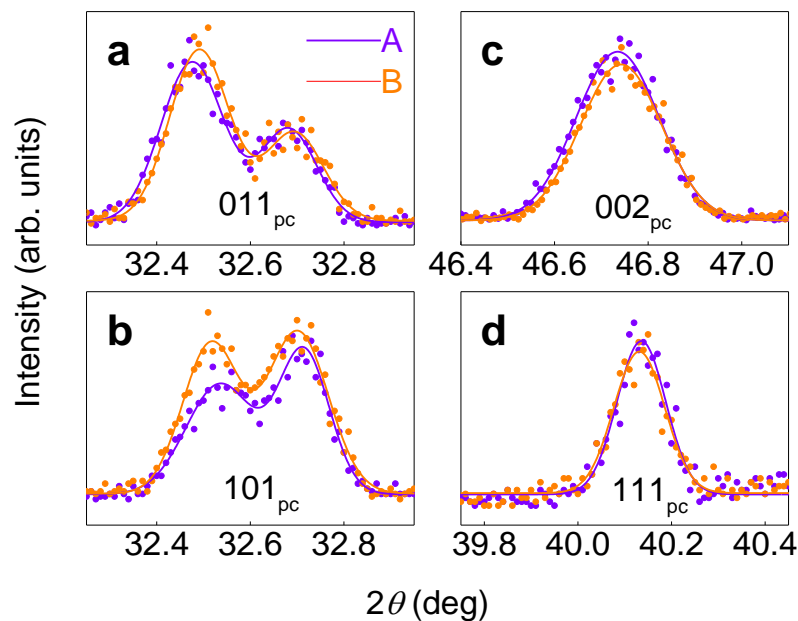 a
A
B
011pc
32.4 32.6 32.8
c
002pc
46.4 46.6 46.8 47.0
b
101pc
32.4 32.6 32.8
d
111pc
39.8 40.0 40.2 40.4
Intensity (arb. units)
2θ (deg)